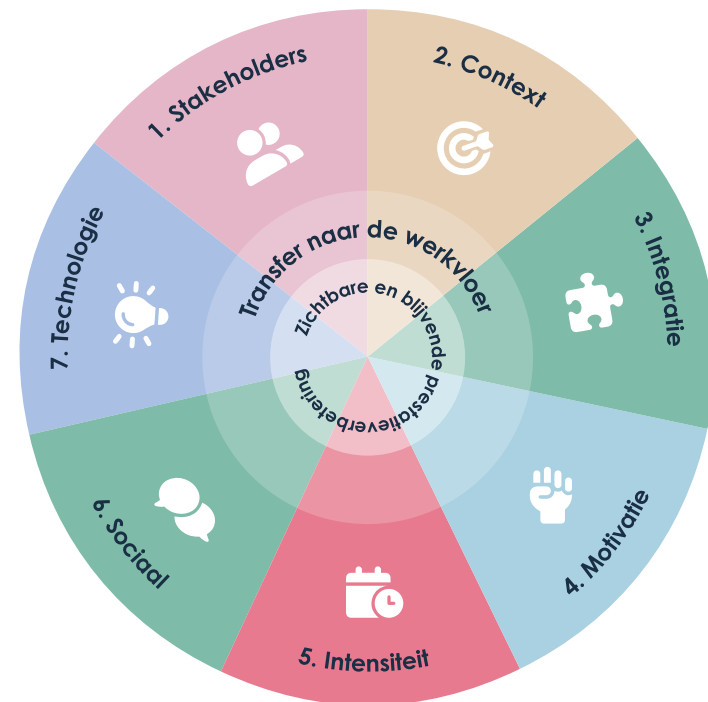 1. Stakeholders
2. Context
3. Integratie
4. Motivatie
5. Intensiteit
6. Sociaal
7. Technologie
Transfer naar de werkvloer
Zichtbare en blijvende prestatieverbetering